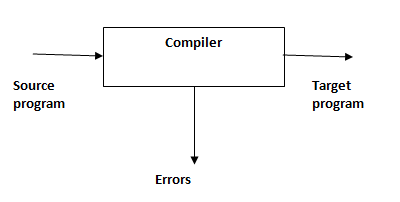 Compiler
Source
program
Target
program
Errors